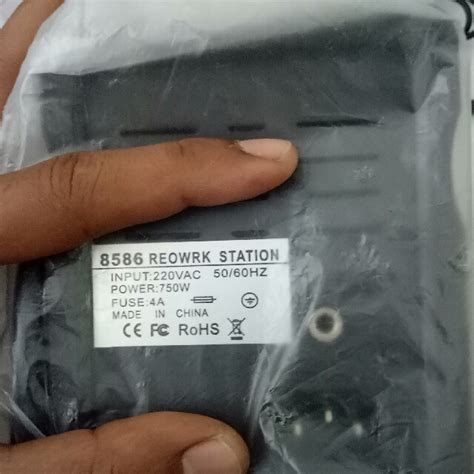 8586 REOWRK STATION
INPUT:220VAC 50/60HZ
POWER:750W
FUSE:4A
MADE IN CHINA
CE FC RoHS